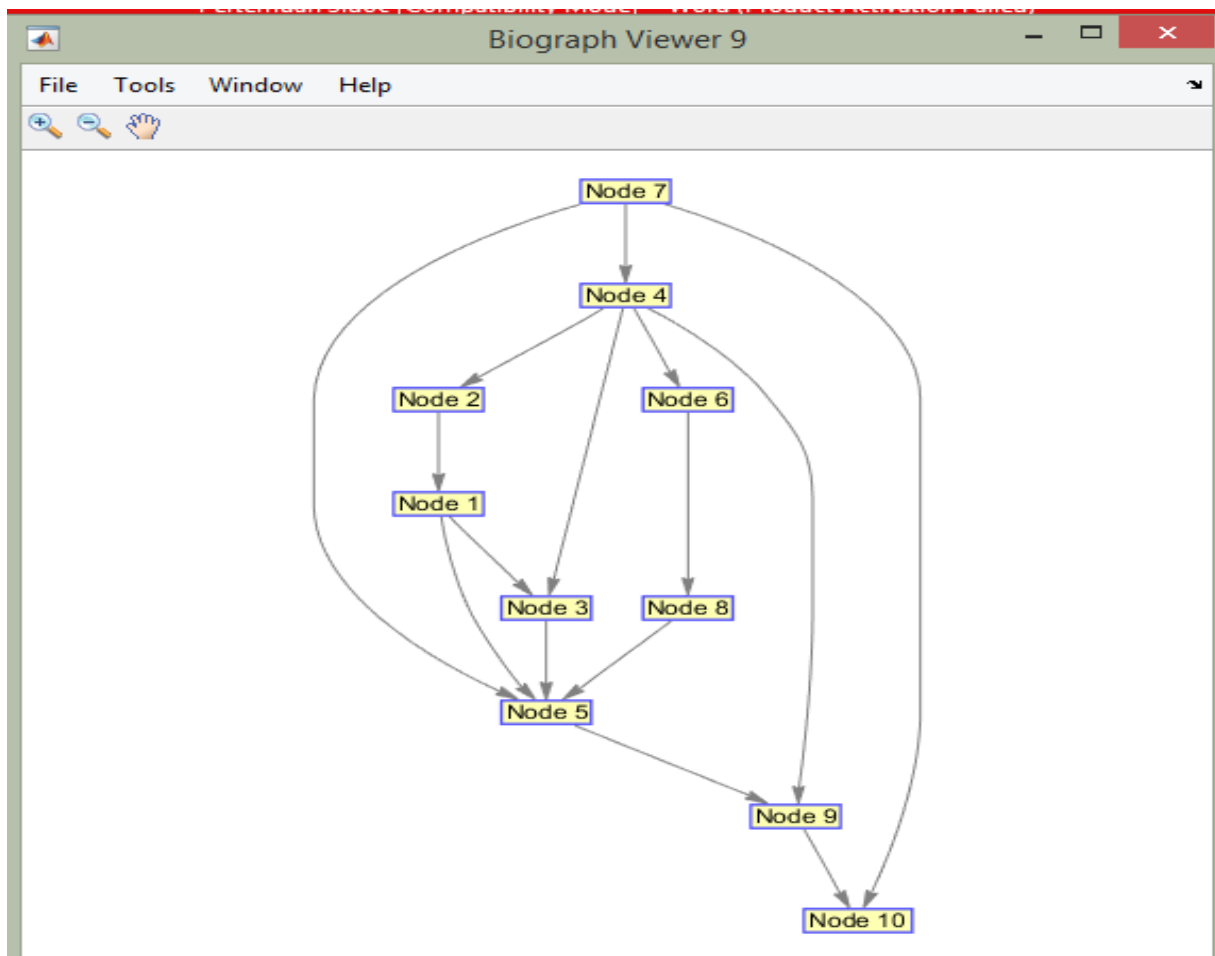 Biograph Viewer 9
File Tools Window Help
Node 7
Node 4
Node 2 Node 6
Node 1
Node 3 Node 8
Node 5
Node 9
Node 10